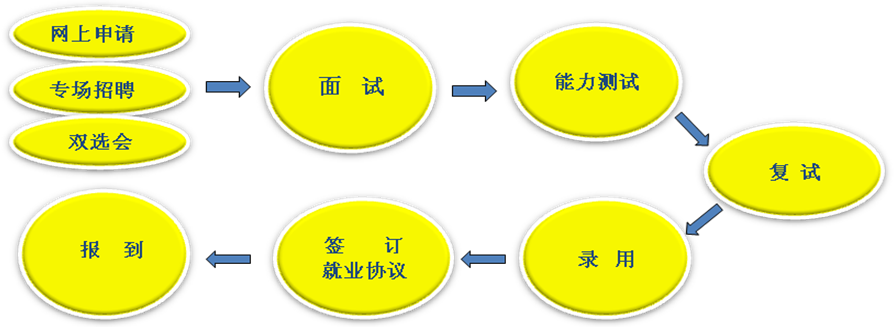 网上申请
专场招聘
双选会
面 试
能力测试
复 试
录 用
签 订
就业协议
报 到